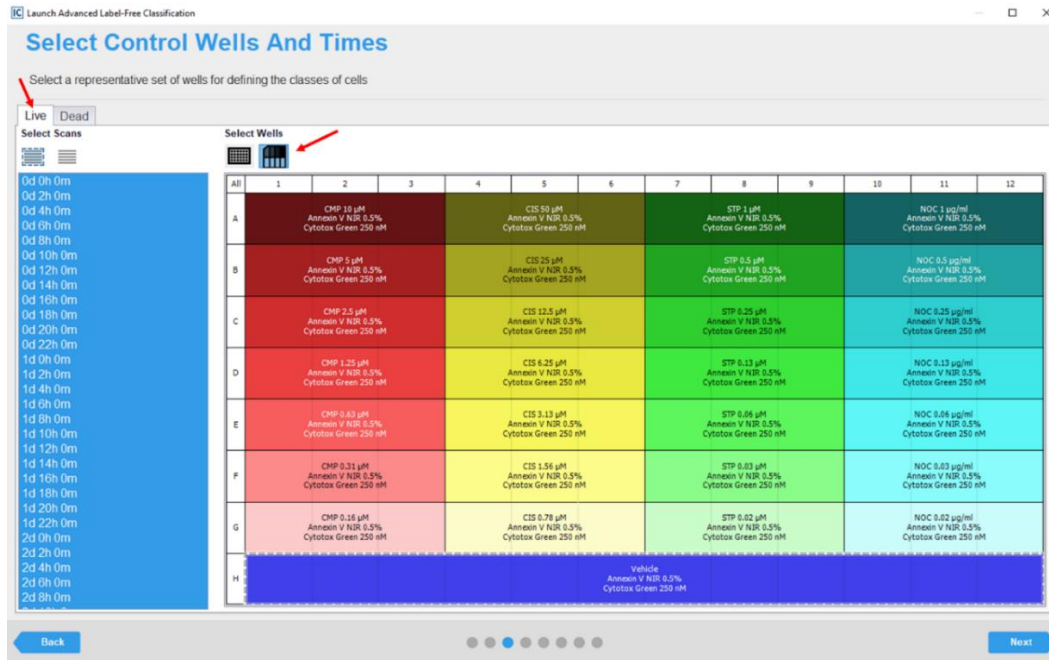 IC Launch Advanced Label-Free Classification
Select Control Wells And Times
Select a representative set of wells for defining the classes of cells
Live Dead
Select Scans
Select Wells
0d 0h 0m
0d 2h 0m
0d 4h 0m
0d 6h 0m
0d 8h 0m
0d 10h 0m
0d 12h 0m
0d 14h 0m
0d 16h 0m
0d 18h 0m
0d 20h 0m
0d 22h 0m
1d 0h 0m
1d 2h 0m
1d 4h 0m
1d 6h 0m
1d 8h 0m
1d 10h 0m
1d 12h 0m
1d 14h 0m
1d 16h 0m
1d 18h 0m
1d 20h 0m
1d 22h 0m
2d 0h 0m
2d 2h 0m
2d 4h 0m
2d 6h 0m
2d 8h 0m
All 1 2 3 4 5 6 7 8 9 10 11 12
A
CMP 10 µM
Annexin V NIR 0.5%
Cytotox Green 250 nM
CIS 50 µM
Annexin V NIR 0.5%
Cytotox Green 250 nM
STP 1 µM
Annexin V NIR 0.5%
Cytotox Green 250 nM
NOC 1 µg/ml
Annexin V NIR 0.5%
Cytotox Green 250 nM
B
CMP 5 µM
Annexin V NIR 0.5%
Cytotox Green 250 nM
CIS 25 µM
Annexin V NIR 0.5%
Cytotox Green 250 nM
STP 0.5 µM
Annexin V NIR 0.5%
Cytotox Green 250 nM
NOC 0.5 µg/ml
Annexin V NIR 0.5%
Cytotox Green 250 nM
C
CMP 2.5 µM
Annexin V NIR 0.5%
Cytotox Green 250 nM
CIS 12.5 µM
Annexin V NIR 0.5%
Cytotox Green 250 nM
STP 0.25 µM
Annexin V NIR 0.5%
Cytotox Green 250 nM
NOC 0.25 µg/ml
Annexin V NIR 0.5%
Cytotox Green 250 nM
D
CMP 1.25 µM
Annexin V NIR 0.5%
Cytotox Green 250 nM
CIS 6.25 µM
Annexin V NIR 0.5%
Cytotox Green 250 nM
STP 0.13 µM
Annexin V NIR 0.5%
Cytotox Green 250 nM
NOC 0.13 µg/ml
Annexin V NIR 0.5%
Cytotox Green 250 nM
E
CMP 0.63 µM
Annexin V NIR 0.5%
Cytotox Green 250 nM
CIS 3.13 µM
Annexin V NIR 0.5%
Cytotox Green 250 nM
STP 0.06 µM
Annexin V NIR 0.5%
Cytotox Green 250 nM
NOC 0.06 µg/ml
Annexin V NIR 0.5%
Cytotox Green 250 nM
F
CMP 0.31 µM
Annexin V NIR 0.5%
Cytotox Green 250 nM
CIS 1.56 µM
Annexin V NIR 0.5%
Cytotox Green 250 nM
STP 0.03 µM
Annexin V NIR 0.5%
Cytotox Green 250 nM
NOC 0.03 µg/ml
Annexin V NIR 0.5%
Cytotox Green 250 nM
G
CMP 0.16 µM
Annexin V NIR 0.5%
Cytotox Green 250 nM
CIS 0.78 µM
Annexin V NIR 0.5%
Cytotox Green 250 nM
STP 0.02 µM
Annexin V NIR 0.5%
Cytotox Green 250 nM
NOC 0.02 µg/ml
Annexin V NIR 0.5%
Cytotox Green 250 nM
H
Vehicle
Annexin V NIR 0.5%
Cytotox Green 250 nM
Back
Next